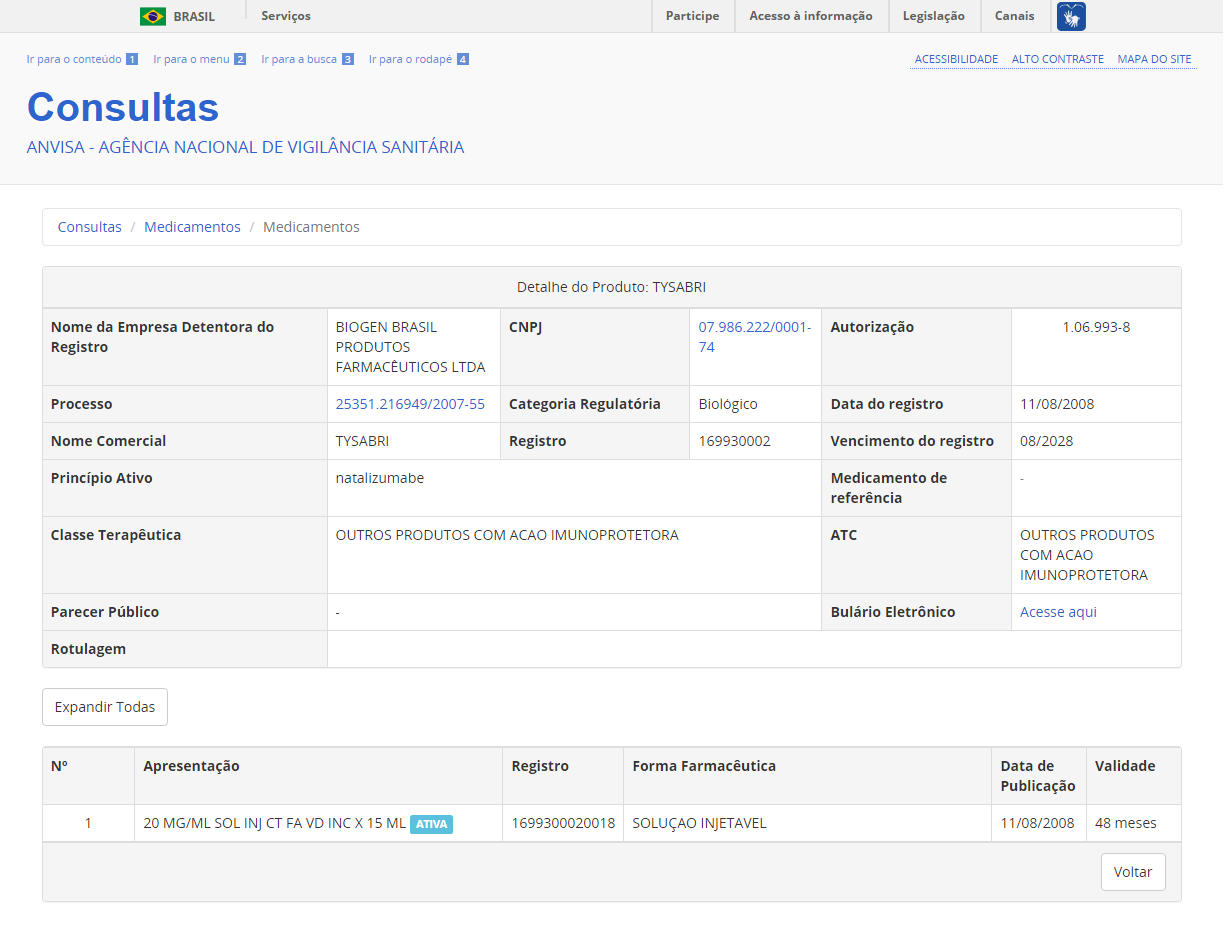 BRASIL Serviços Participe Acesso à informação Legislação Canais
Ir para o conteúdo 1 Ir para o menu 2 Ir para a busca 3 Ir para o rodapé 4 ACESSIBILIDADE ALTO CONTRASTE MAPA DO SITE
Consultas
ANVISA - AGÊNCIA NACIONAL DE VIGILÂNCIA SANITÁRIA
Consultas / Medicamentos / Medicamentos
Detalhe do Produto: TYSABRI
Nome da Empresa Detentora do
Registro
BIOGEN BRASIL
PRODUTOS
FARMACÊUTICOS LTDA
CNPJ
07.986.222/0001-
74
Autorização
1.06.993-8
Processo
25351.216949/2007-55
Categoria Regulatória
Biológico
Data do registro
11/08/2008
Nome Comercial
TYSABRI
Registro
169930002
Vencimento do registro
08/2028
Princípio Ativo
natalizumabe
Medicamento de
referência
-
Classe Terapêutica
OUTROS PRODUTOS COM ACAO IMUNOPROTETORA
ATC
OUTROS PRODUTOS
COM ACAO
IMUNOPROTETORA
Parecer Público
-
Bulário Eletrônico
Acesse aqui
Rotulagem
Expandir Todas
Nº
Apresentação
Registro
Forma Farmacêutica
Data de
Publicação
Validade
1
20 MG/ML SOL INJ CT FA VD INC X 15 ML ATIVA
1699300020018
SOLUÇAO INJETAVEL
11/08/2008
48 meses
Voltar